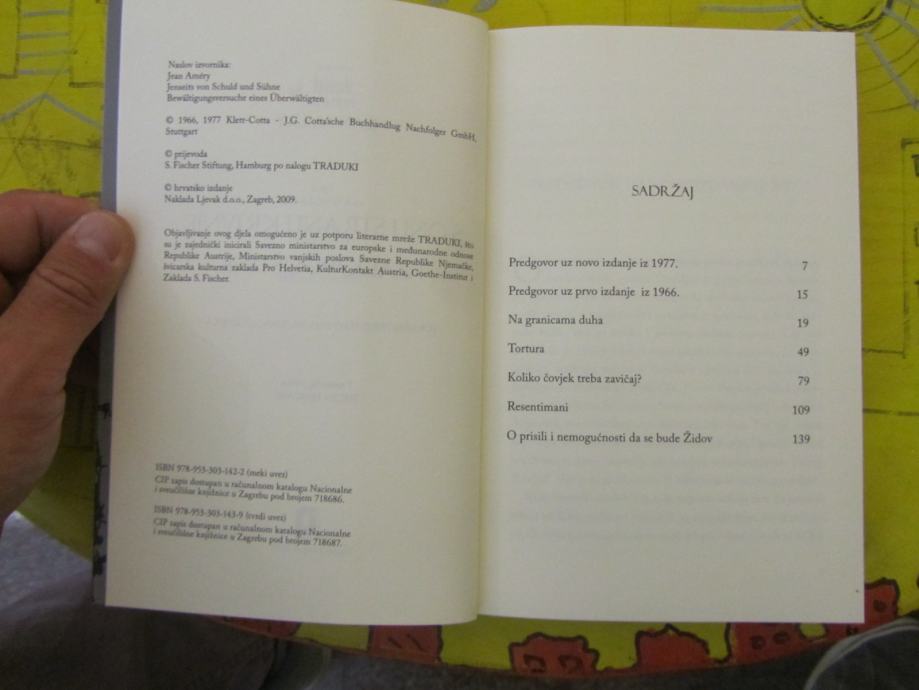 Naslov izvornika:
Jean Améry
Jenseits von Schuld und Sühne
Bewältigungsversuche eines Überwältigten
© 1966, 1977 Klett-Cotta - J.G. Cotta'sche Buchhandlug Nachfolger GmbH,
Stuttgart
© prijevoda
S. Fischer Stiftung, Hamburg po nalogu TRADUKI
© hrvatsko izdanje
Naklada Ljevak d.o.o., Zagreb, 2009.
Objavljivanje ovog djela omogućeno je uz potporu literarne mreže TRADUKI, što
su je zajednički inicirali Savezno ministarstvo za europske i međunarodne odnose
Republike Austrije, Ministarstvo vanjskih poslova Savezne Republike Njemačke,
švicarska kulturna zaklada Pro Helvetia, KulturKontakt Austria, Goethe-Institut i
Zaklada S. Fischer.
ISBN 978-953-303-142-2 (meki uvez)
CIP zapis dostupan u računalnom katalogu Nacionalne
i sveučilišne knjižnice u Zagrebu pod brojem 718686.
ISBN 978-953-303-143-9 (tvrdi uvez)
CIP zapis dostupan u računalnom katalogu Nacionalne
i sveučilišne knjižnice u Zagrebu pod brojem 718687.
SADRŽAJ
Predgovor uz novo izdanje iz 1977. 7
Predgovor uz prvo izdanje iz 1966. 15
Na granicama duha 19
Tortura 49
Koliko čovjek treba zavičaj? 79
Resentimani 109
O prisili i nemogućnosti da se bude Židov 139